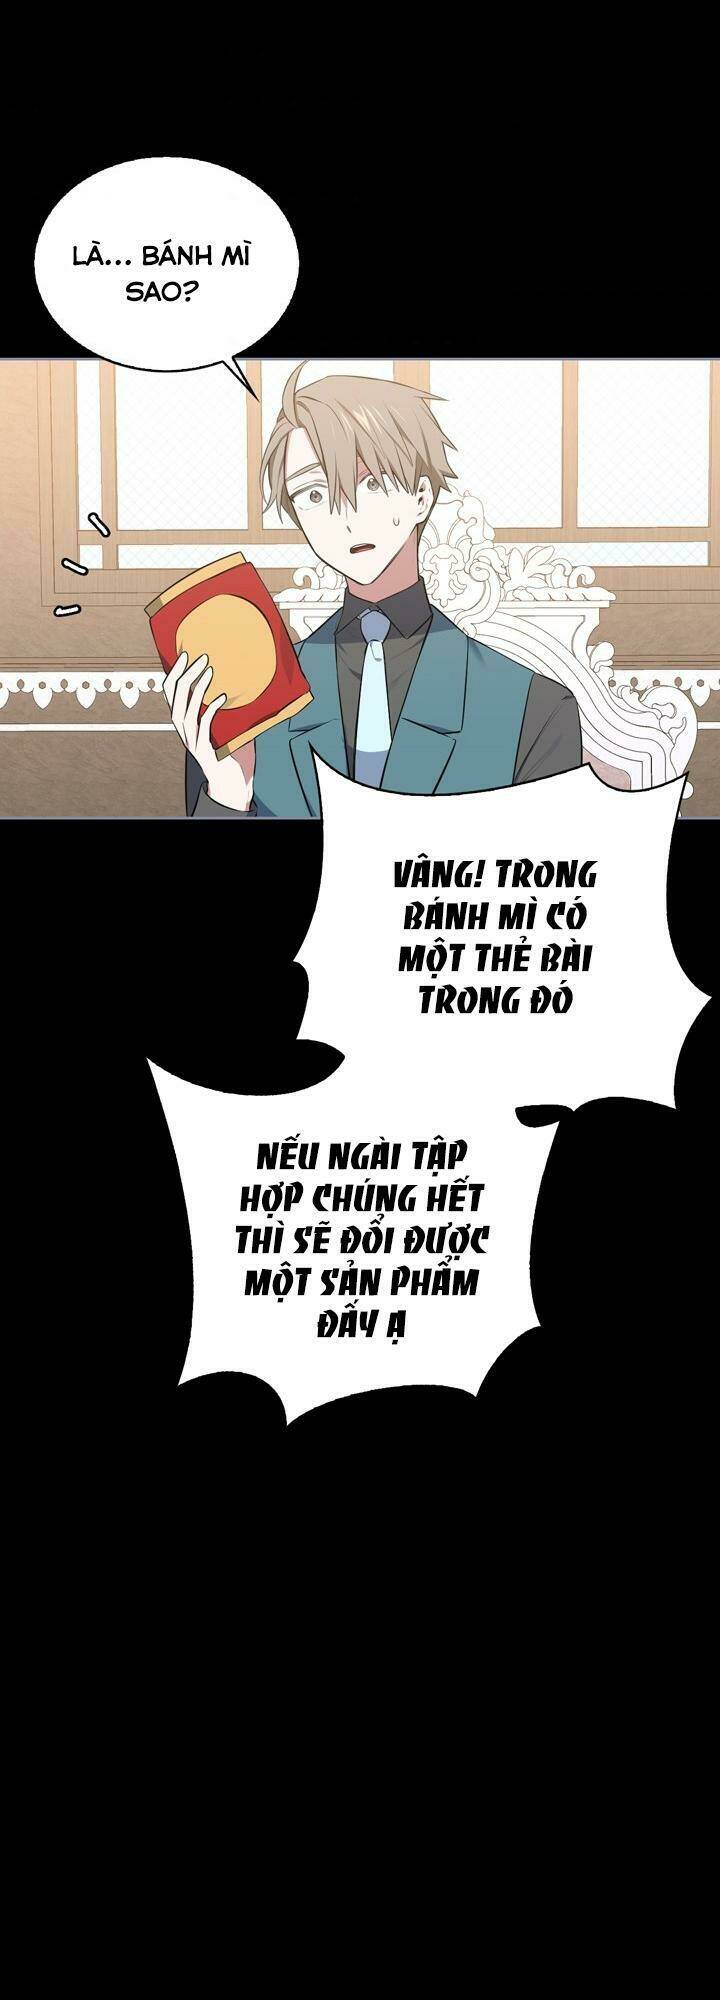 LÀ... BÁNH MÌ
SAO?
VÂNG! TRONG
BÁNH MÌ CÓ
MỘT THẺ BÀI
TRONG ĐÓ
NẾU NGÀI TẬP
HỢP CHÚNG HẾT
THÌ SẼ ĐỔI ĐƯỢC
MỘT SẢN PHẨM
ĐẤY Ạ